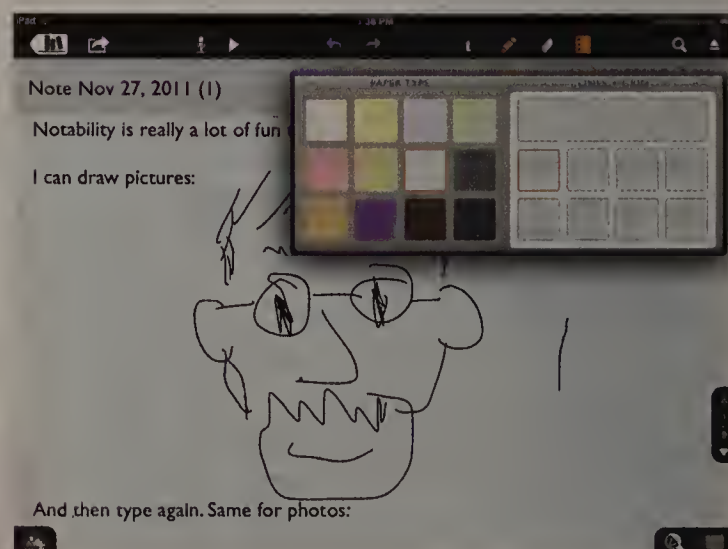 iPad
Note Nov 27, 2011 (1)
PAPER TYPE
Notability is really a lot of fun
I can draw pictures:
And then type again. Same for photos: